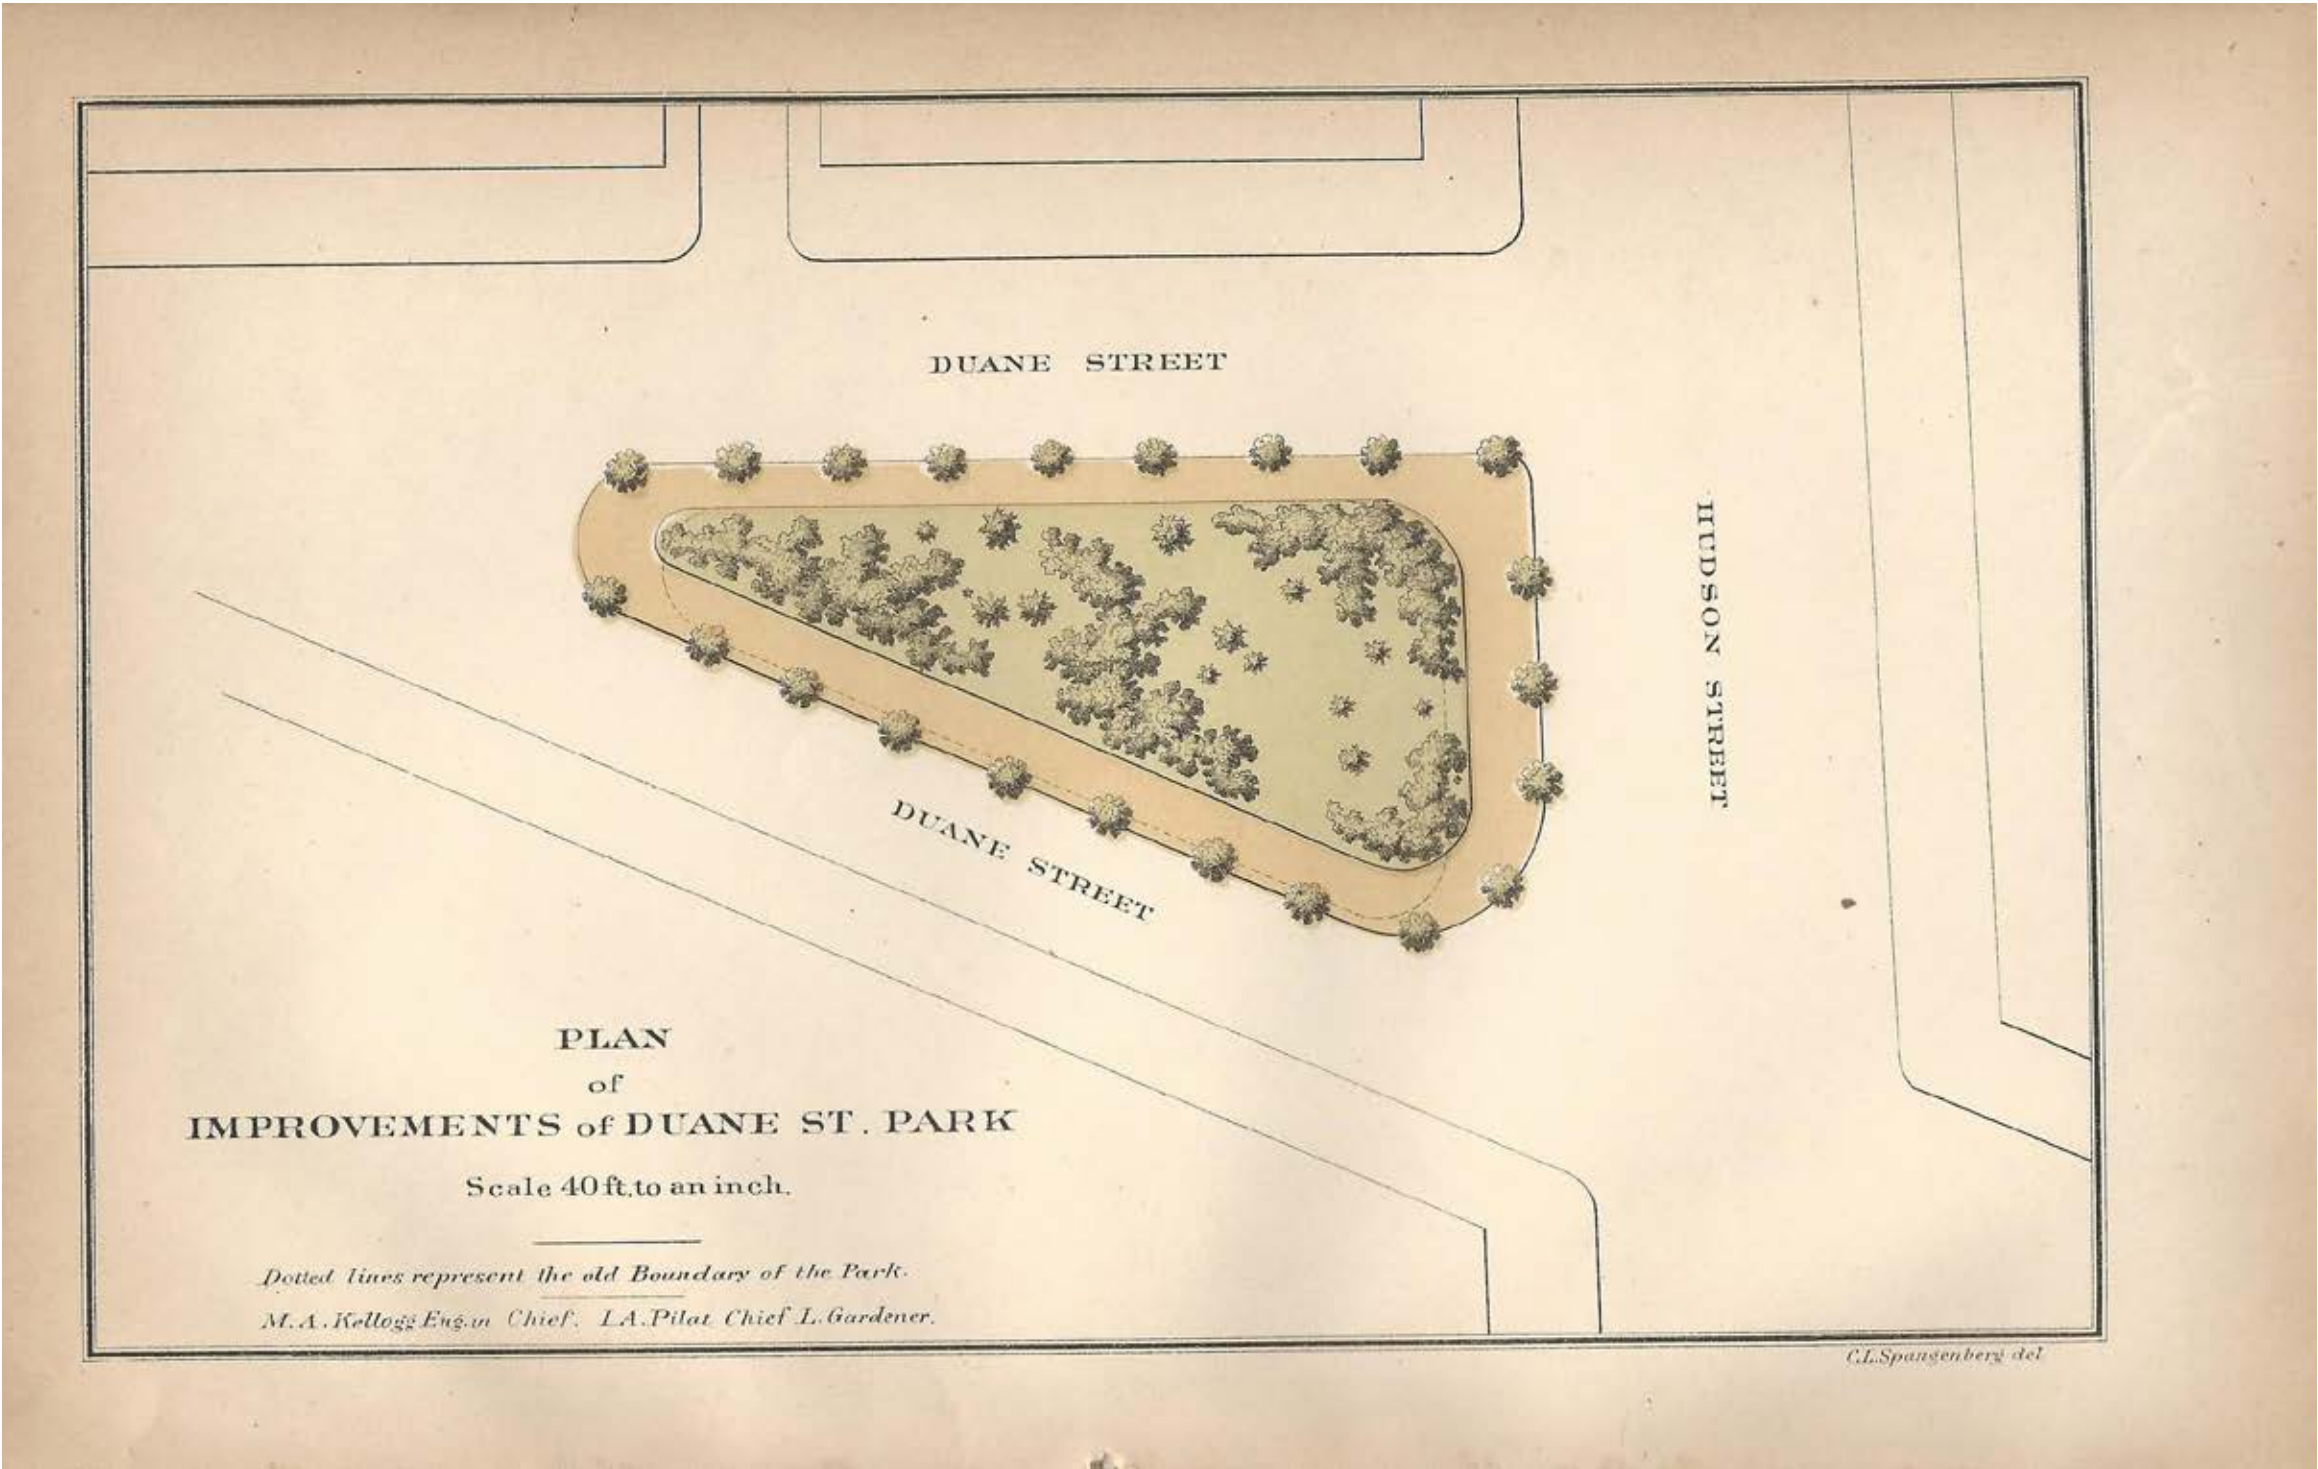 DUANE STREET
HUDSON STREET
DUANE STREET
PLAN
of
IMPROVEMENTS of DUANE ST. PARK
Scale 40 ft. to an inch.
Dotted lines represent the old Boundary of the Park.
M. A. Kellogg Eng. in Chief. I. A. Pilat Chief L. Gardener.
C. L. Spangenberg del